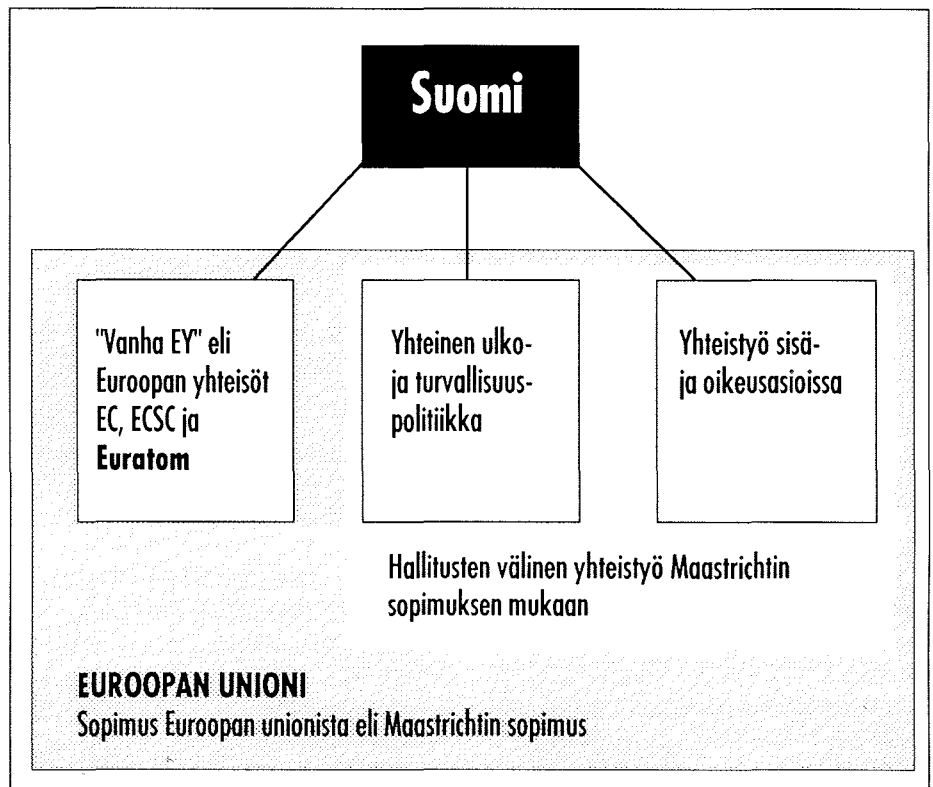 Suomi
"Vanha EY" eli
Euroopan yhteisöt
EC, ECSC ja
Euratom
Yhteinen ulko-
ja turvallisuus-
politiikka
Yhteistyö sisä-
ja oikeusasioissa
Hallitusten välinen yhteistyö Maastrichtin
sopimuksen mukaan
EUROOPAN UNIONI
Sopimus Euroopan unionista eli Maastrichtin sopimus